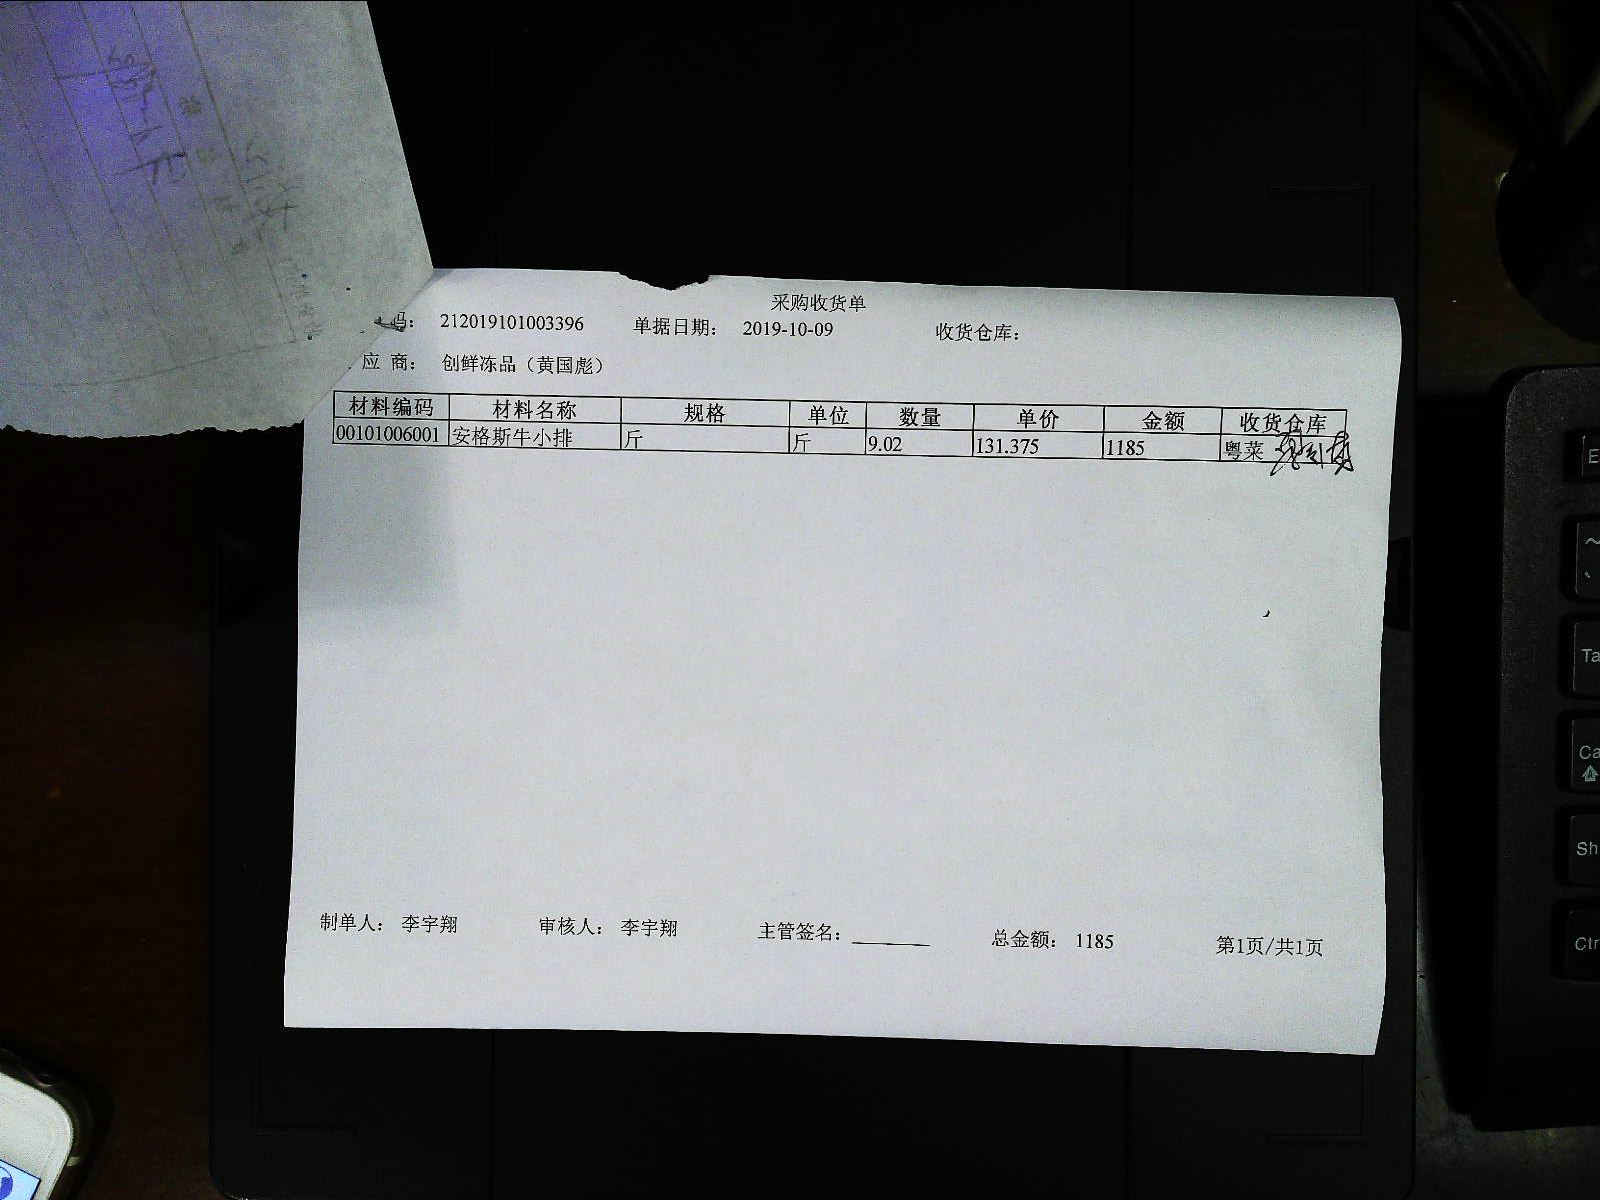 采购收货单
码： 212019101003396 单据日期： 2019-10-09 收货仓库：
应 商： 创鲜冻品（黄国彪）
材料编码 材料名称 规格 单位 数量 单价 金额 收货仓库
00101006001 安格斯牛小排 斤 斤 9.02 131.375 1185 粤菜
制单人： 李宇翔 审核人： 李宇翔 主管签名： 总金额： 1185 第1页/共1页
E
~
Ta
Ca
Sh
Ctr